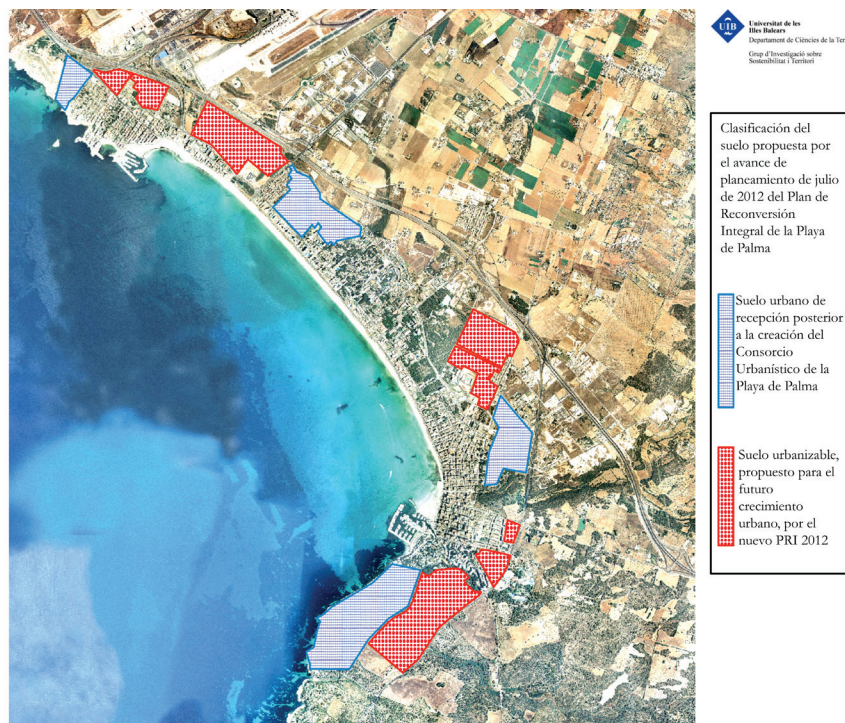 UIB
Universitat de les
Illes Balears
Departament de Ciències de la Ter
Grup d'Investigació sobre
Sostenibilitat i Territori
Clasificación del
suelo propuesta por
el avance de
planeamiento de julio
de 2012 del Plan de
Reconversión
Integral de la Playa
de Palma
Suelo urbano de
recepción posterior
a la creación del
Consorcio
Urbanístico de la
Playa de Palma
Suelo urbanizable,
propuesto para el
futuro
crecimiento
urbano, por el
nuevo PRI 2012